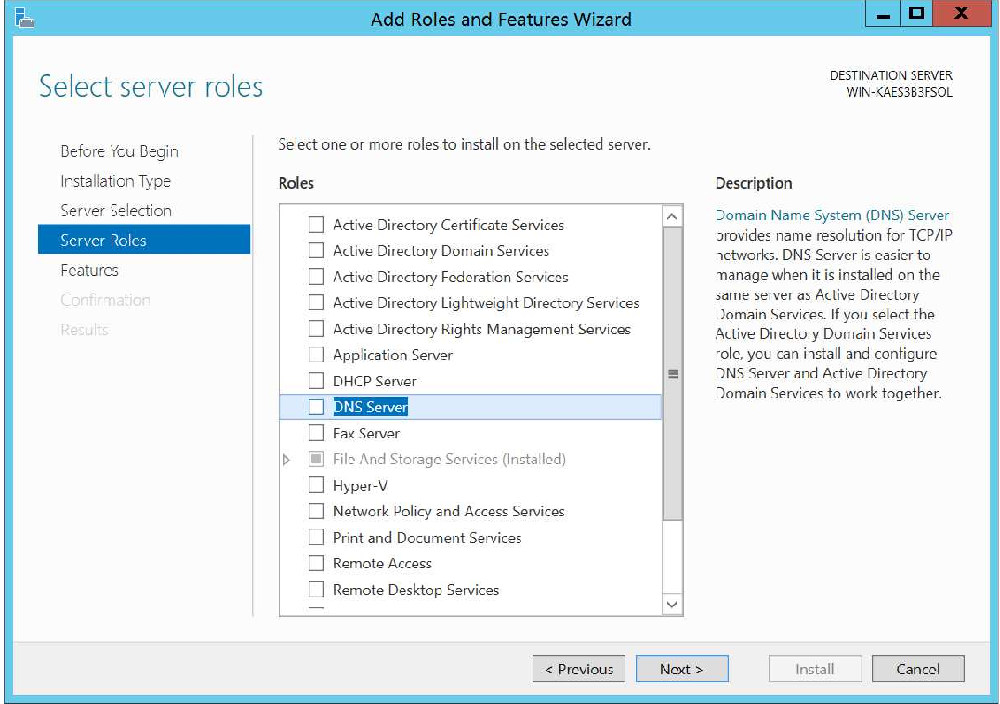 Add Roles and Features Wizard
Select server roles
DESTINATION SERVER
WIN-KAES3B3FSOL
Before You Begin
Installation Type
Server Selection
Server Roles
Features
Confirmation
Results
Select one or more roles to install on the selected server.
Roles
Active Directory Certificate Services
Active Directory Domain Services
Active Directory Federation Services
Active Directory Lightweight Directory Services
Active Directory Rights Management Services
Application Server
DHCP Server
DNS Server
Fax Server
File And Storage Services (Installed)
Hyper-V
Network Policy and Access Services
Print and Document Services
Remote Access
Remote Desktop Services
Description
Domain Name System (DNS) Server
provides name resolution for TCP/IP
networks. DNS Server is easier to
manage when it is installed on the
same server as Active Directory
Domain Services. If you select the
Active Directory Domain Services
role, you can install and configure
DNS Server and Active Directory
Domain Services to work together.
< Previous
Next >
Install
Cancel